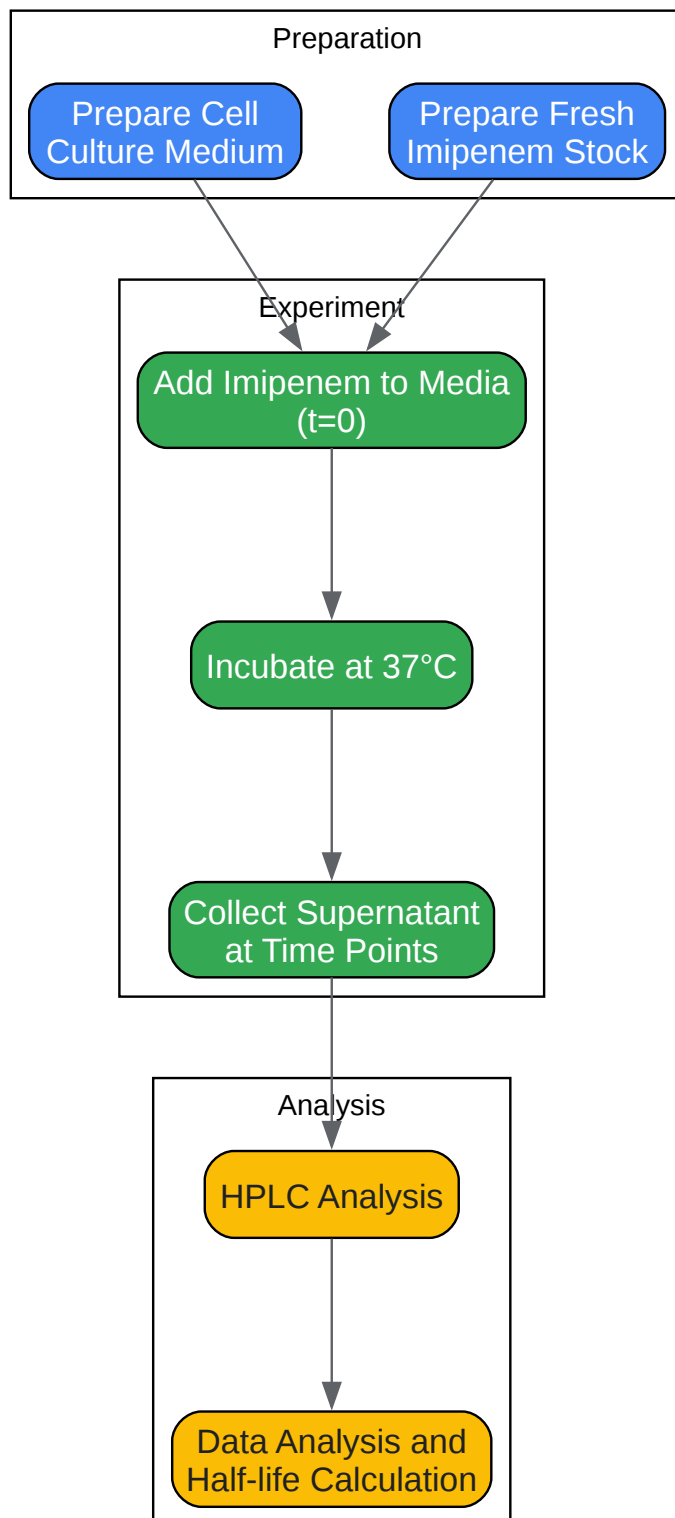 Preparation
Prepare Cell
Culture Medium
Prepare Fresh
Imipenem Stock
Experiment
Add Imipenem to Media
(t=0)
Incubate at 37°C
Collect Supernatant
at Time Points
Analysis
HPLC Analysis
Data Analysis and
Half-life Calculation